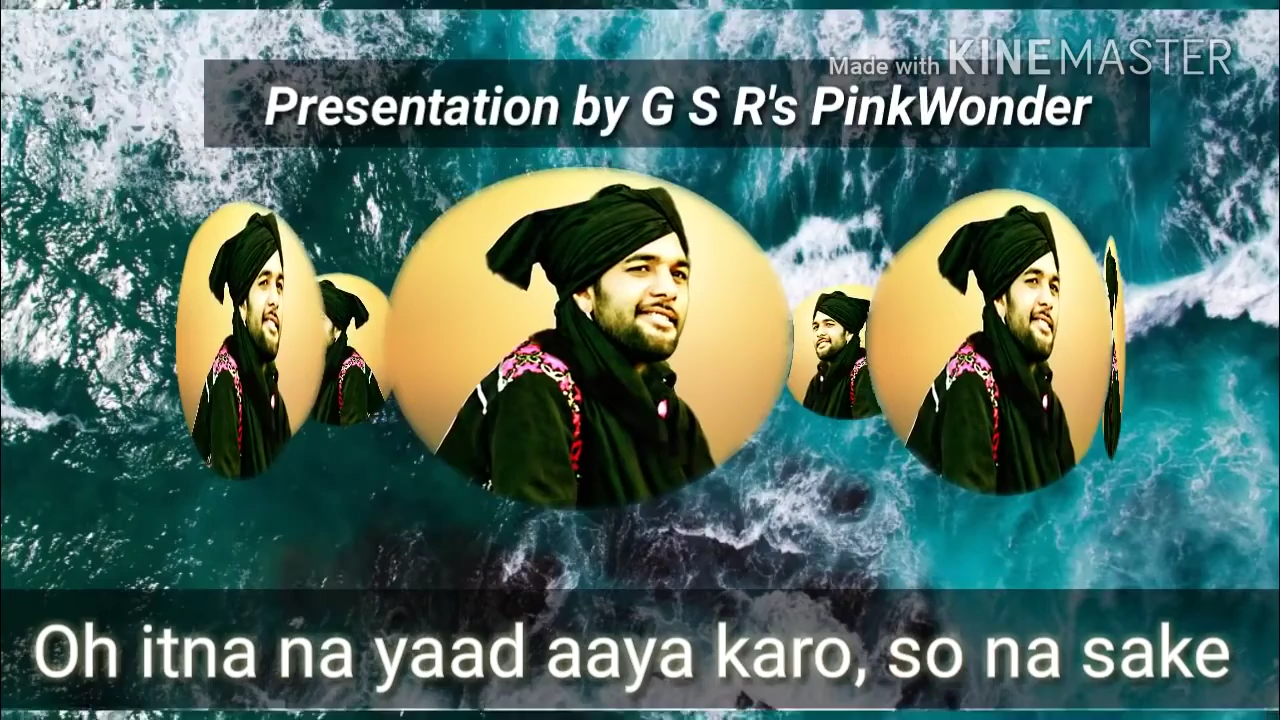 Made with KINEMASTER
Presentation by G S R's PinkWonder
Oh itna na yaad aaya karo, so na sake